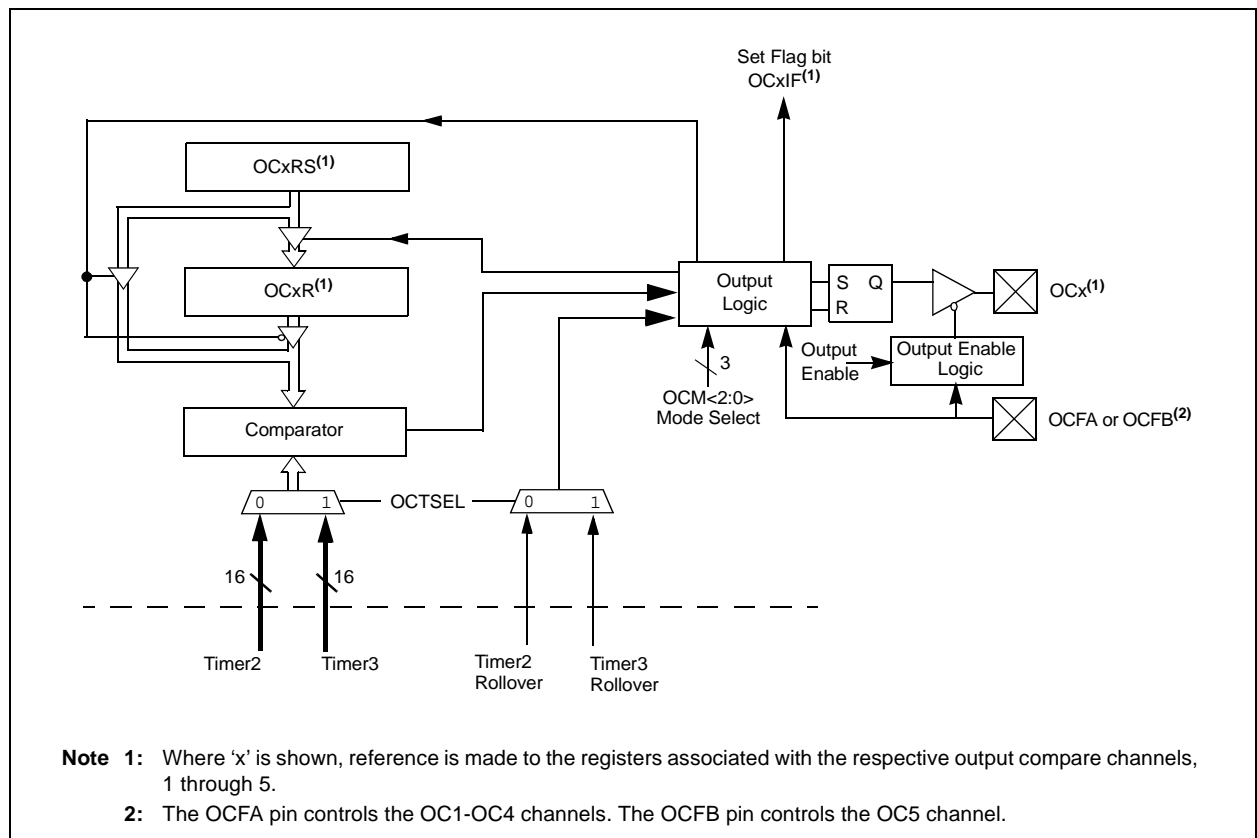 Set Flag bit
OCxIF(1)
OCxRS(1)
OCxR(1)
Output
Logic
S Q
R
OCx(1)
Output
Enable
Output Enable
Logic
3
OCM<2:0>
Mode Select
OCFA or OCFB(2)
Comparator
0 1
OCTSEL
0 1
16
16
Timer2
Timer3
Timer2
Rollover
Timer3
Rollover
Note 1: Where ‘x’ is shown, reference is made to the registers associated with the respective output compare channels,
1 through 5.
2: The OCFA pin controls the OC1-OC4 channels. The OCFB pin controls the OC5 channel.